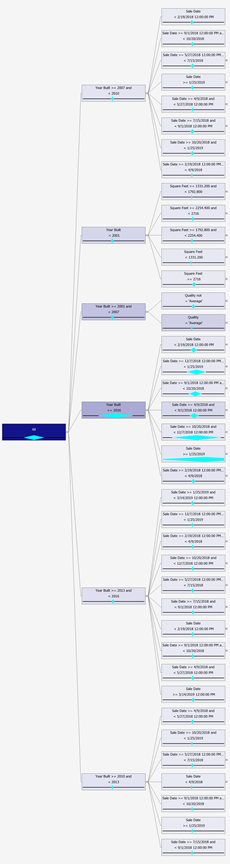 All
Year Built >= 2007 and
< 2010
Year Built
< 2001
Year Built >= 2001 and
< 2007
Year Built
>= 2016
Year Built >= 2013 and
< 2016
Year Built >= 2010 and
< 2013
Sale Date
< 2/19/2018 12:00:00 PM
Sale Date >= 9/1/2018 12:00:00 PM a...
< 10/20/2018
Sale Date >= 5/27/2018 12:00:00 PM...
< 7/15/2018
Sale Date
>= 1/25/2019
Sale Date >= 4/9/2018 and
< 5/27/2018 12:00:00 PM
Sale Date >= 7/15/2018 and
< 9/1/2018 12:00:00 PM
Sale Date >= 10/20/2018 and
< 1/25/2019
Sale Date >= 2/19/2018 12:00:00 PM...
< 4/9/2018
Square Feet >= 1331.200 and
< 1792.800
Square Feet >= 2254.400 and
< 2716
Square Feet >= 1792.800 and
< 2254.400
Square Feet
< 1331.200
Square Feet
>= 2716
Quality not
= 'Average'
Quality
= 'Average'
Sale Date
< 2/19/2018 12:00:00 PM
Sale Date >= 12/7/2018 12:00:00 PM...
< 1/25/2019
Sale Date >= 9/1/2018 12:00:00 PM a...
< 10/20/2018
Sale Date >= 4/9/2018 and
< 9/1/2018 12:00:00 PM
Sale Date >= 10/20/2018 and
< 12/7/2018 12:00:00 PM
Sale Date
>= 1/25/2019
Sale Date >= 2/19/2018 12:00:00 PM...
< 4/9/2018
Sale Date >= 1/25/2019 and
< 3/14/2019 12:00:00 PM
Sale Date >= 12/7/2018 12:00:00 PM...
< 1/25/2019
Sale Date >= 2/19/2018 12:00:00 PM...
< 4/9/2018
Sale Date >= 10/20/2018 and
< 12/7/2018 12:00:00 PM
Sale Date >= 5/27/2018 12:00:00 PM...
< 7/15/2018
Sale Date >= 7/15/2018 and
< 9/1/2018 12:00:00 PM
Sale Date
< 2/19/2018 12:00:00 PM
Sale Date >= 9/1/2018 12:00:00 PM a...
< 10/20/2018
Sale Date >= 4/9/2018 and
< 5/27/2018 12:00:00 PM
Sale Date
>= 3/14/2019 12:00:00 PM
Sale Date >= 4/9/2018 and
< 5/27/2018 12:00:00 PM
Sale Date >= 10/20/2018 and
< 1/25/2019
Sale Date >= 5/27/2018 12:00:00 PM...
< 7/15/2018
Sale Date
< 4/9/2018
Sale Date >= 9/1/2018 12:00:00 PM a...
< 10/20/2018
Sale Date
>= 1/25/2019
Sale Date >= 7/15/2018 and
< 9/1/2018 12:00:00 PM